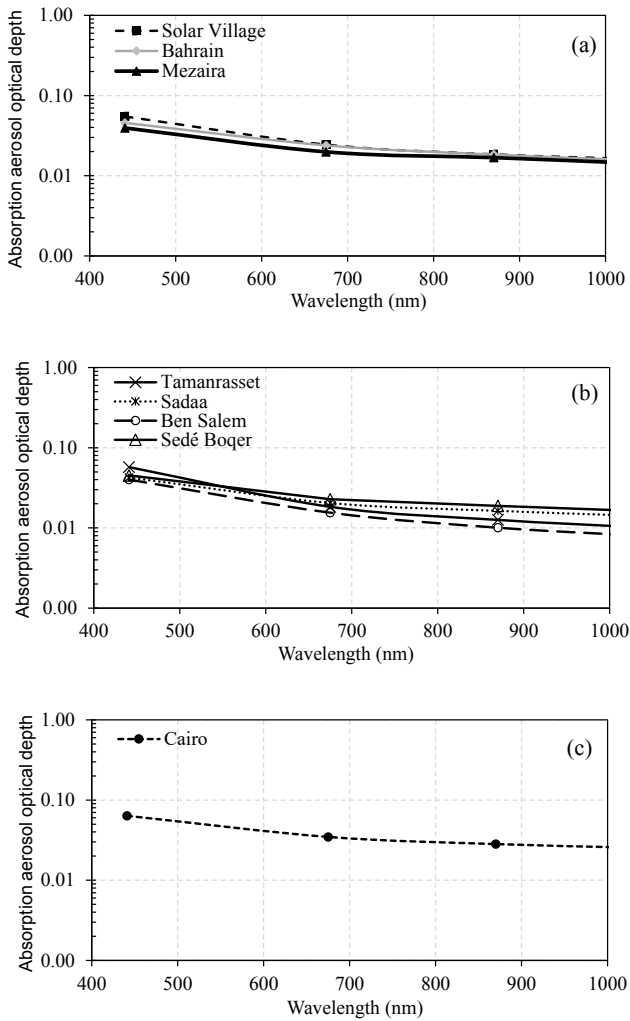 1.00
0.10
0.01
0.00
Absorption aerosol optical depth
Solar Village
Bahrain
Mezaira
(a)
400 500 600 700 800 900 1000
Wavelength (nm)
1.00
0.10
0.01
0.00
Absorption aerosol optical depth
Tamanrasset
Sadaa
Ben Salem
Sedé Boqer
(b)
400 500 600 700 800 900 1000
Wavelength (nm)
1.00
0.10
0.01
0.00
Absorption aerosol optical depth
Cairo
(c)
400 500 600 700 800 900 1000
Wavelength (nm)